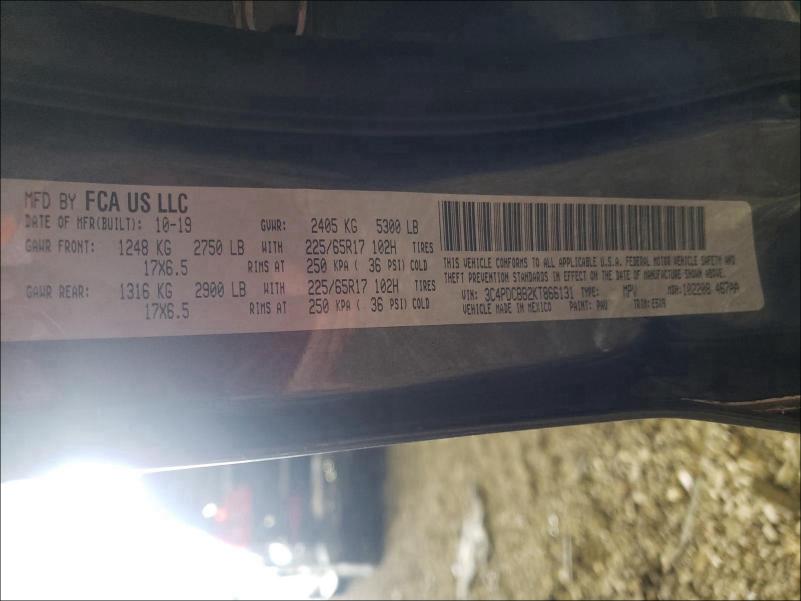 MFD BY FCA US LLC
DATE OF MFR(BUILT): 10-19 GVWR: 2405 KG 5300 LB
GAWR FRONT: 1248 KG 2750 LB WITH 225/65R17 102H TIRES
17X6.5 RIMS AT 250 KPA ( 36 PSI) COLD
GAWR REAR: 1316 KG 2900 LB WITH 225/65R17 102H TIRES
17X6.5 RIMS AT 250 KPA ( 36 PSI) COLD
THIS VEHICLE CONFORMS TO ALL APPLICABLE U.S.A. FEDERAL MOTOR VEHICLE SAFETY AND
THEFT PREVENTION STANDARDS IN EFFECT ON THE DATE OF MANUFACTURE SHOWN ABOVE.
VIN: 3C4PDCBB2KT866131 TYPE: MPV MDH: 102208 
VEHICLE MADE IN MEXICO PAINT: PAU TRIM: